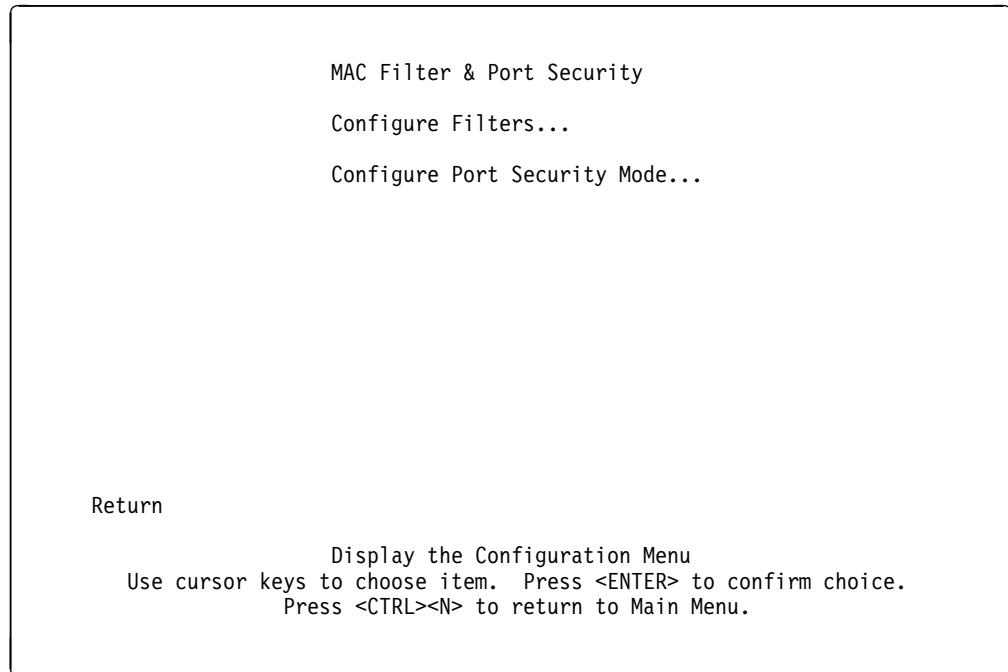 MAC Filter & Port Security
Configure Filters...
Configure Port Security Mode...
Return
Display the Configuration Menu
Use cursor keys to choose item.  Press <ENTER> to confirm choice.
Press <CTRL><N> to return to Main Menu.